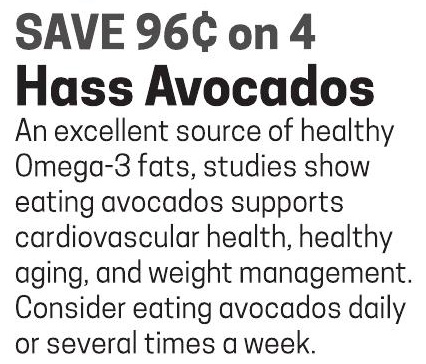 SAVE 96¢ on 4
Hass Avocados
An excellent source of healthy
Omega-3 fats, studies show
eating avocados supports
cardiovascular health, healthy
aging, and weight management.
Consider eating avocados daily
or several times a week.